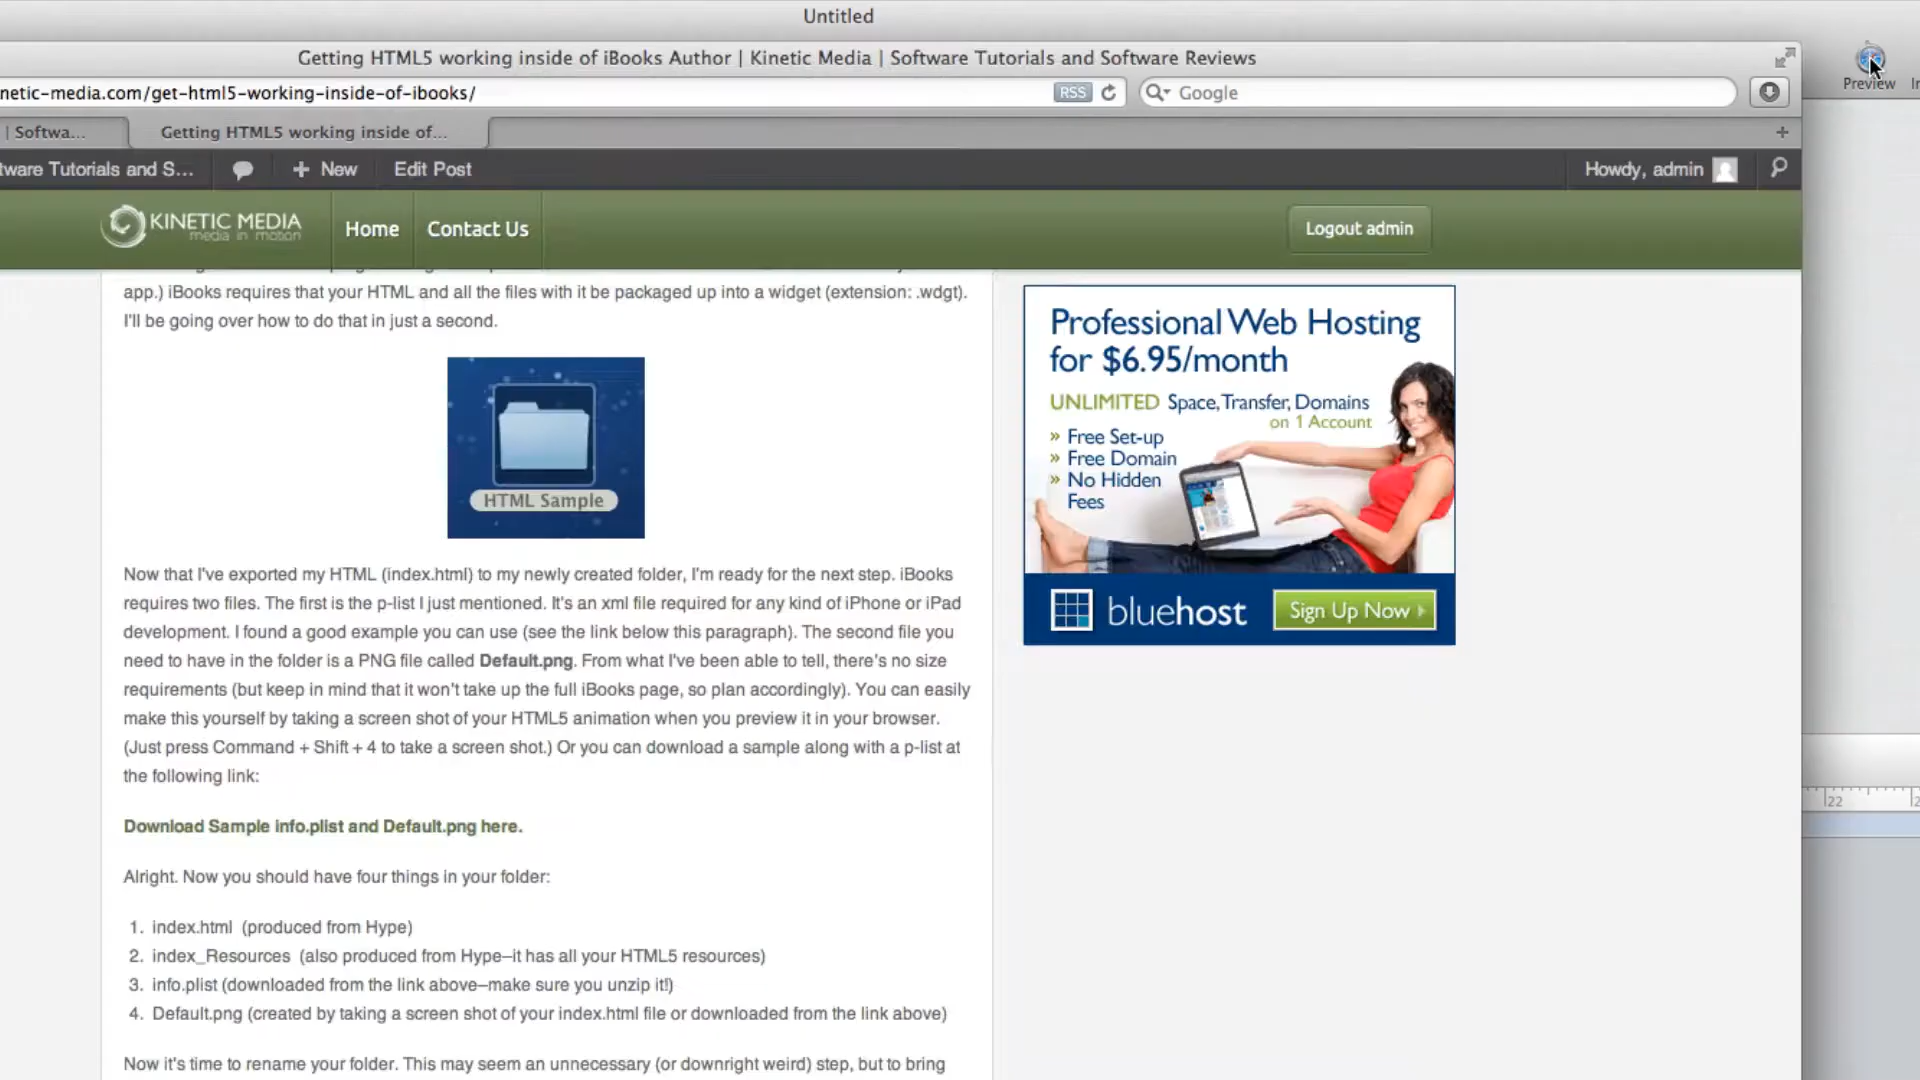 Untitled
Getting HTML5 working inside of iBooks Author | Kinetic Media | Software Tutorials and Software Reviews
Preview
netic-media.com/get-html5-working-inside-of-ibooks/
RSS
Google
| Softwa...
Getting HTML5 working inside of...
+
tware Tutorials and S...
+ New
Edit Post
Howdy, admin
KINETIC MEDIA
media in motion
Home
Contact Us
Logout admin
app.) iBooks requires that your HTML and all the files with it be packaged up into a widget (extension: .wdgt).
I'll be going over how to do that in just a second.
HTML Sample
Now that I've exported my HTML (index.html) to my newly created folder, I'm ready for the next step. iBooks
requires two files. The first is the p-list I just mentioned. It's an xml file required for any kind of iPhone or iPad
development. I found a good example you can use (see the link below this paragraph). The second file you
need to have in the folder is a PNG file called Default.png. From what I've been able to tell, there's no size
requirements (but keep in mind that it won't take up the full iBooks page, so plan accordingly). You can easily
make this yourself by taking a screen shot of your HTML5 animation when you preview it in your browser.
(Just press Command + Shift + 4 to take a screen shot.) Or you can download a sample along with a p-list at
the following link:
Download Sample info.plist and Default.png here.
Alright. Now you should have four things in your folder:
1. index.html (produced from Hype)
2. index_Resources (also produced from Hype–it has all your HTML5 resources)
3. info.plist (downloaded from the link above–make sure you unzip it!)
4. Default.png (created by taking a screen shot of your index.html file or downloaded from the link above)
Now it's time to rename your folder. This may seem an unnecessary (or downright weird) step, but to bring
Professional Web Hosting
for $6.95/month
UNLIMITED Space, Transfer, Domains
on 1 Account
» Free Set-up
» Free Domain
» No Hidden
Fees
bluehost
Sign Up Now
22